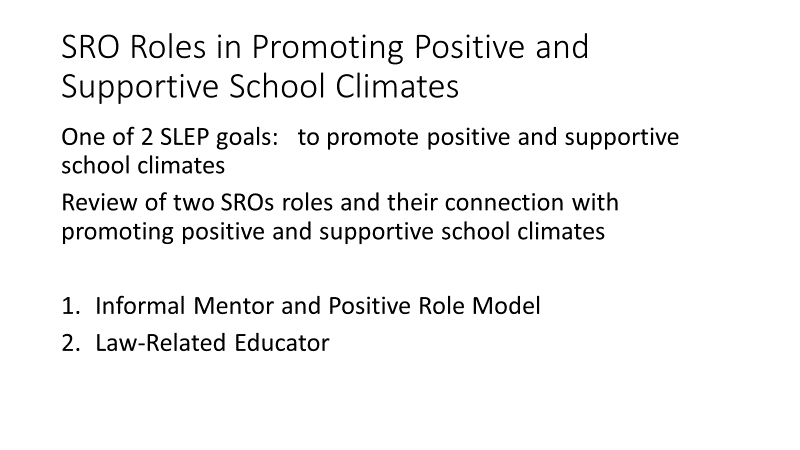 SRO Roles in Promoting Positive and
Supportive School Climates
One of 2 SLEP goals:   to promote positive and supportive
school climates
Review of two SROs roles and their connection with
promoting positive and supportive school climates
1. Informal Mentor and Positive Role Model
2. Law-Related Educator